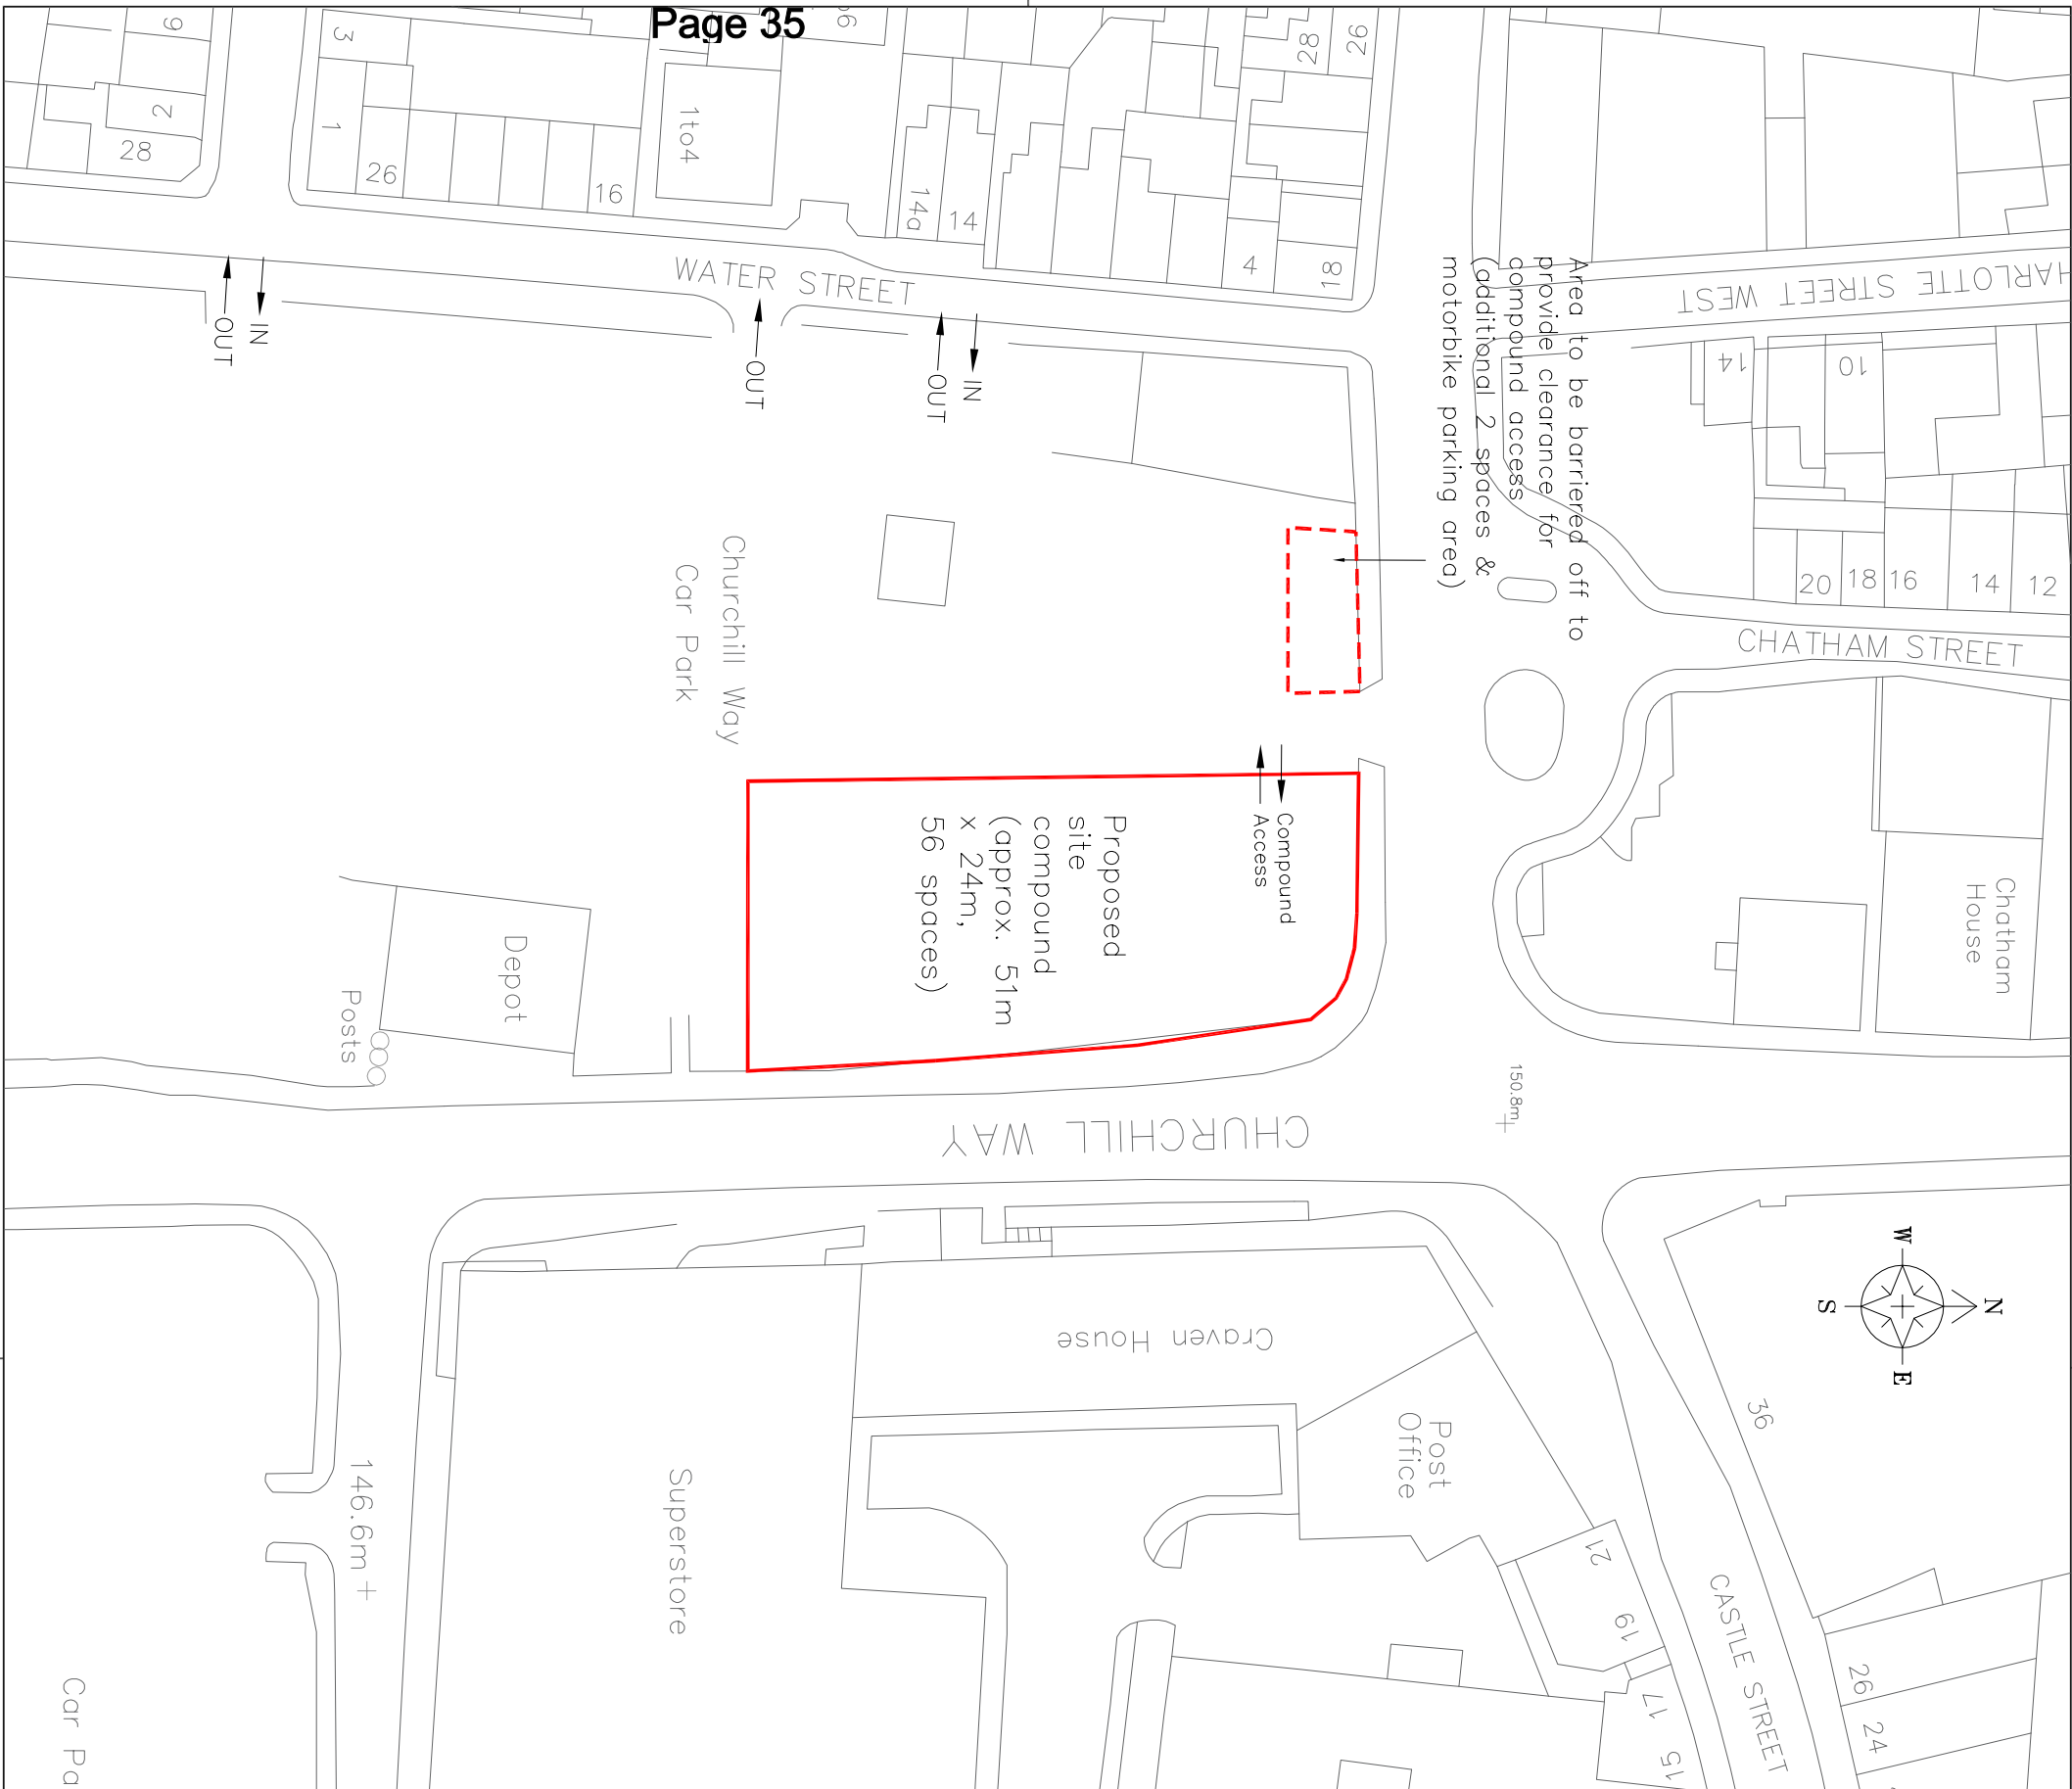 Page 35
9
2
28
3
1
26
16
1to4
14a
14
28
26
4
18
WATER STREET
HARLOTTE STREET WEST
14
10
20
18
16
14
12
CHATHAM STREET
IN
OUT
OUT
IN
OUT
Area to be barriered off to
provide clearance for
compound access
(additional 2 spaces &
motorbike parking area)
Churchill Way
Car Park
Compound
Access
Proposed
site
compound
(approx. 51m
x 24m,
56 spaces)
Chatham
House
Depot
Posts
150.8m
CHURCHILL WAY
W
N
S
E
Craven House
Post
Office
36
Superstore
146.6m
21
19
17
15
CASTLE STREET
26
24
Car Pa